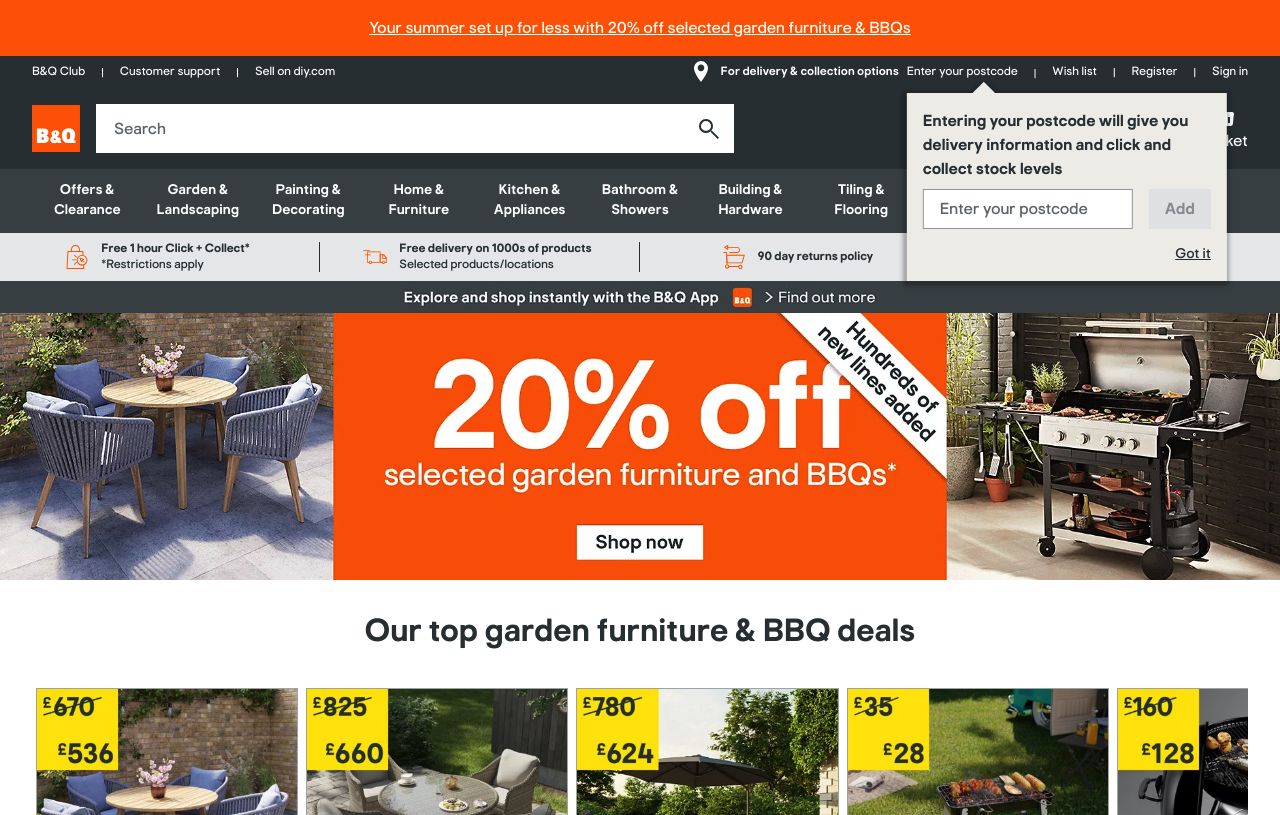 Your summer set up for less with 20% off selected garden furniture & BBQs
B&Q Club
Customer support
Sell on diy.com
For delivery & collection options Enter your postcode
Wish list
Register
Sign in
B&Q
Search
Entering your postcode will give you
delivery information and click and
collect stock levels
Enter your postcode
Add
Got it
Offers &
Clearance
Garden &
Landscaping
Painting &
Decorating
Home &
Furniture
Kitchen &
Appliances
Bathroom &
Showers
Building &
Hardware
Tiling &
Flooring
Free 1 hour Click + Collect*
*Restrictions apply
Free delivery on 1000s of products
Selected products/locations
90 day returns policy
Explore and shop instantly with the B&Q App B&Q > Find out more
20% off
selected garden furniture and BBQs*
Shop now
Hundreds of
new lines added
Our top garden furniture & BBQ deals
£670
£536
£825
£660
£780
£624
£35
£28
£160
£128